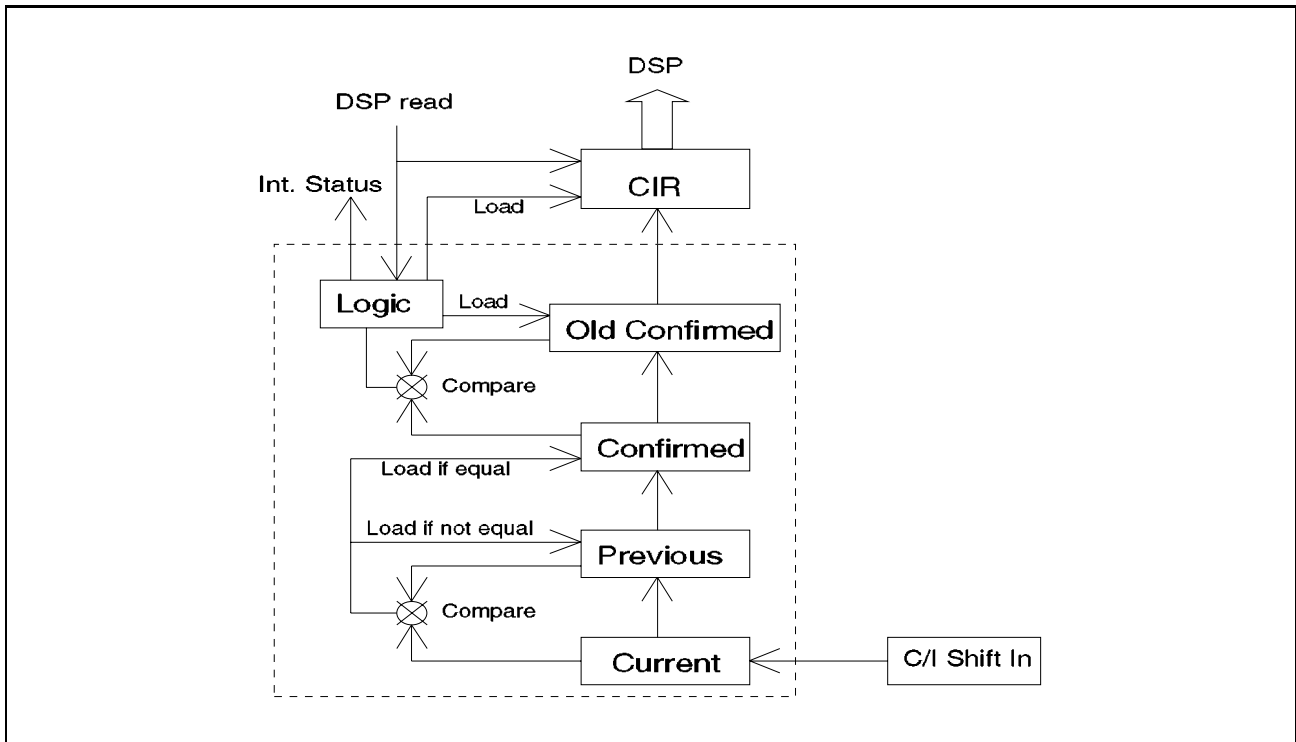 DSP
DSP read
Int. Status
CIR
Load
Logic
Load
Old Confirmed
Compare
Confirmed
Load if equal
Load if not equal
Previous
Compare
Current
C/I Shift In